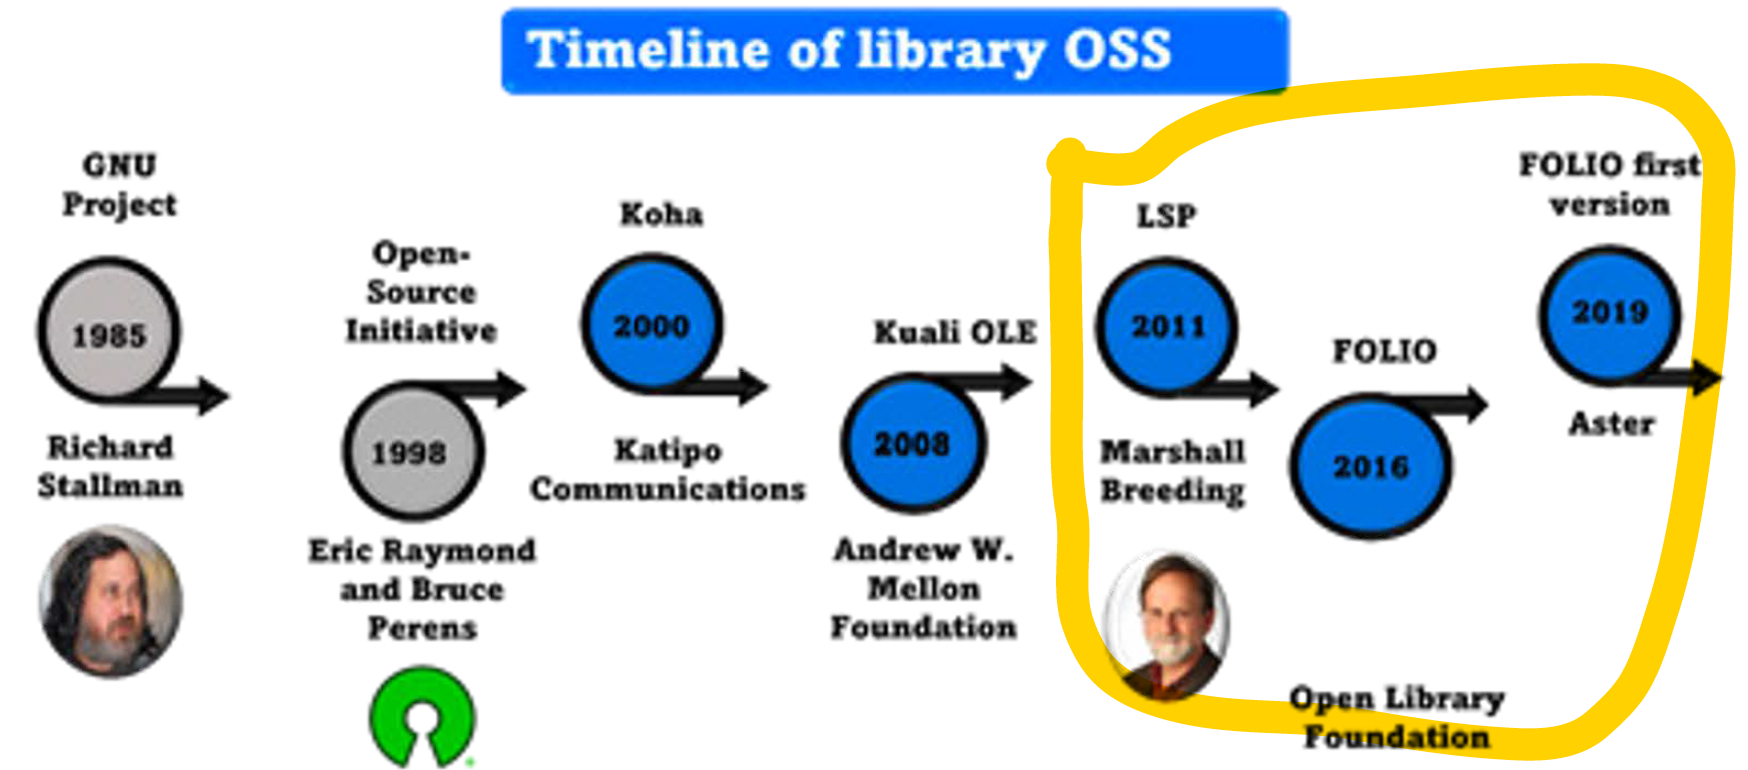 Timeline of library OSS
GNU
Project
1985
Richard
Stallman
Open-
Source
Initiative
1998
Eric Raymond
and Bruce
Perens
Koha
2000
Katipo
Communications
Kuali OLE
2008
Andrew W.
Mellon
Foundation
LSP
2011
Marshall
Breeding
FOLIO
2016
Open Library
Foundation
FOLIO first
version
2019
Aster